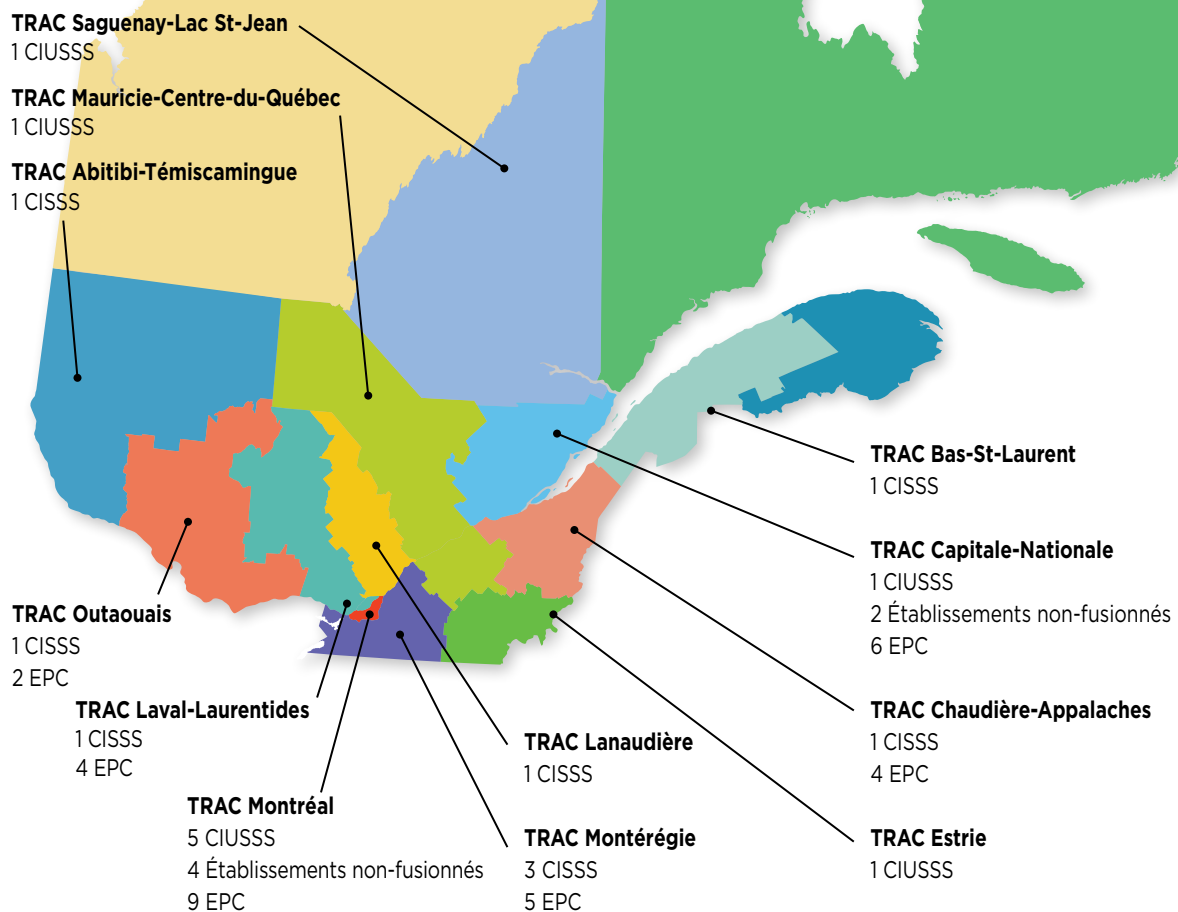 TRAC Saguenay-Lac St-Jean
1 CIUSSS
TRAC Mauricie-Centre-du-Québec
1 CIUSSS
TRAC Abitibi-Témiscamingue
1 CISSS
TRAC Outaouais
1 CISSS
2 EPC
TRAC Laval-Laurentides
1 CISSS
4 EPC
TRAC Montréal
5 CIUSSS
4 Établissements non-fusionnés
9 EPC
TRAC Lanaudière
1 CISSS
TRAC Montérégie
3 CISSS
5 EPC
TRAC Bas-St-Laurent
1 CISSS
TRAC Capitale-Nationale
1 CIUSSS
2 Établissements non-fusionnés
6 EPC
TRAC Chaudière-Appalaches
1 CISSS
4 EPC
TRAC Estrie
1 CIUSSS